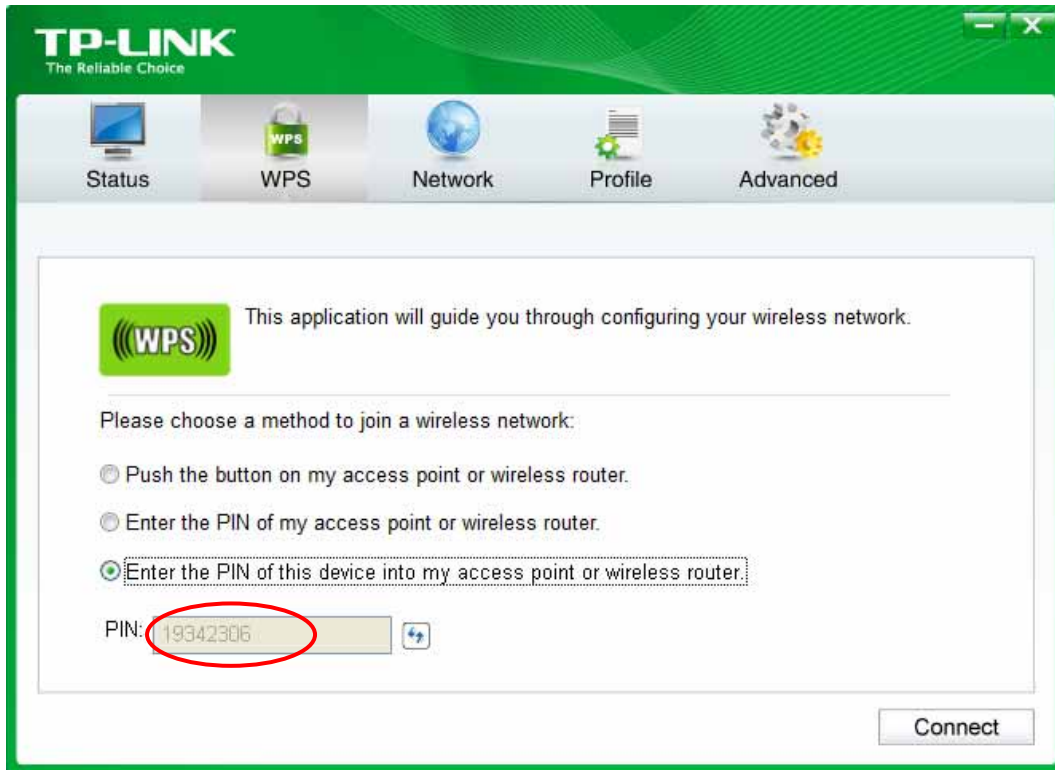 TP-LINK
The Reliable Choice
WPS
Status WPS Network Profile Advanced
(((WPS))) This application will guide you through configuring your wireless network.
Please choose a method to join a wireless network:
Push the button on my access point or wireless router.
Enter the PIN of my access point or wireless router.
Enter the PIN of this device into my access point or wireless router.
PIN: 19342306
Connect